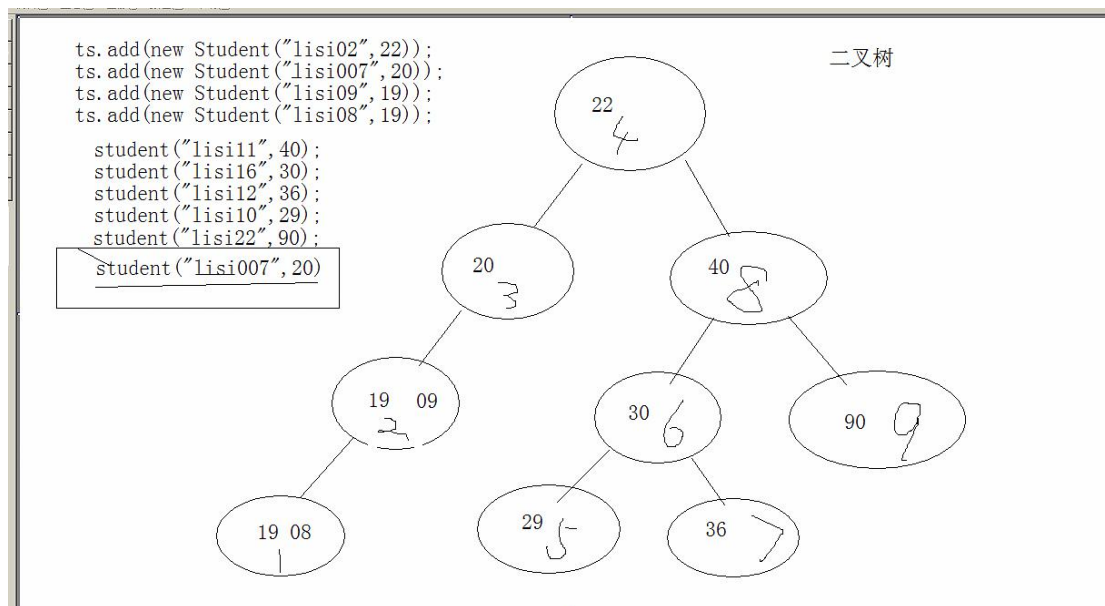 二叉树
ts.add(new Student("lisi02",22));
ts.add(new Student("lisi007",20));
ts.add(new Student("lisi09",19));
ts.add(new Student("lisi08",19));
student("lisi11",40);
student("lisi16",30);
student("lisi12",36);
student("lisi10",29);
student("lisi22",90);
student("lisi007",20)
22
4
20
3
40
8
19 09
2
30 6
90 9
19 08
1
29 5
36 7